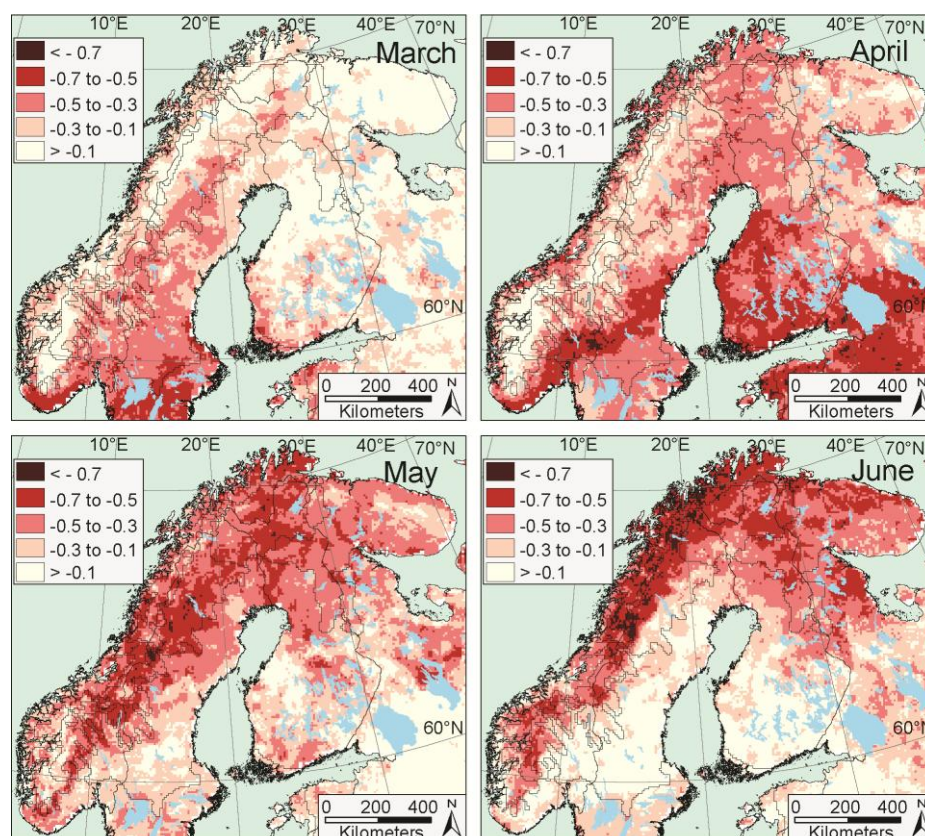 10°E 20°E 30°E 40°E 70°N
March
< - 0.7
-0.7 to -0.5
-0.5 to -0.3
-0.3 to -0.1
> -0.1
60°N
0 200 400 N
Kilometers
10°E 20°E 30°E 40°E 70°N
April
< - 0.7
-0.7 to -0.5
-0.5 to -0.3
-0.3 to -0.1
> -0.1
60°N
0 200 400 N
Kilometers
10°E 20°E 30°E 40°E 70°N
May
< - 0.7
-0.7 to -0.5
-0.5 to -0.3
-0.3 to -0.1
> -0.1
60°N
0 200 400 N
Kilometers
10°E 20°E 30°E 40°E 70°N
June
< - 0.7
-0.7 to -0.5
-0.5 to -0.3
-0.3 to -0.1
> -0.1
60°N
0 200 400 N
Kilometers